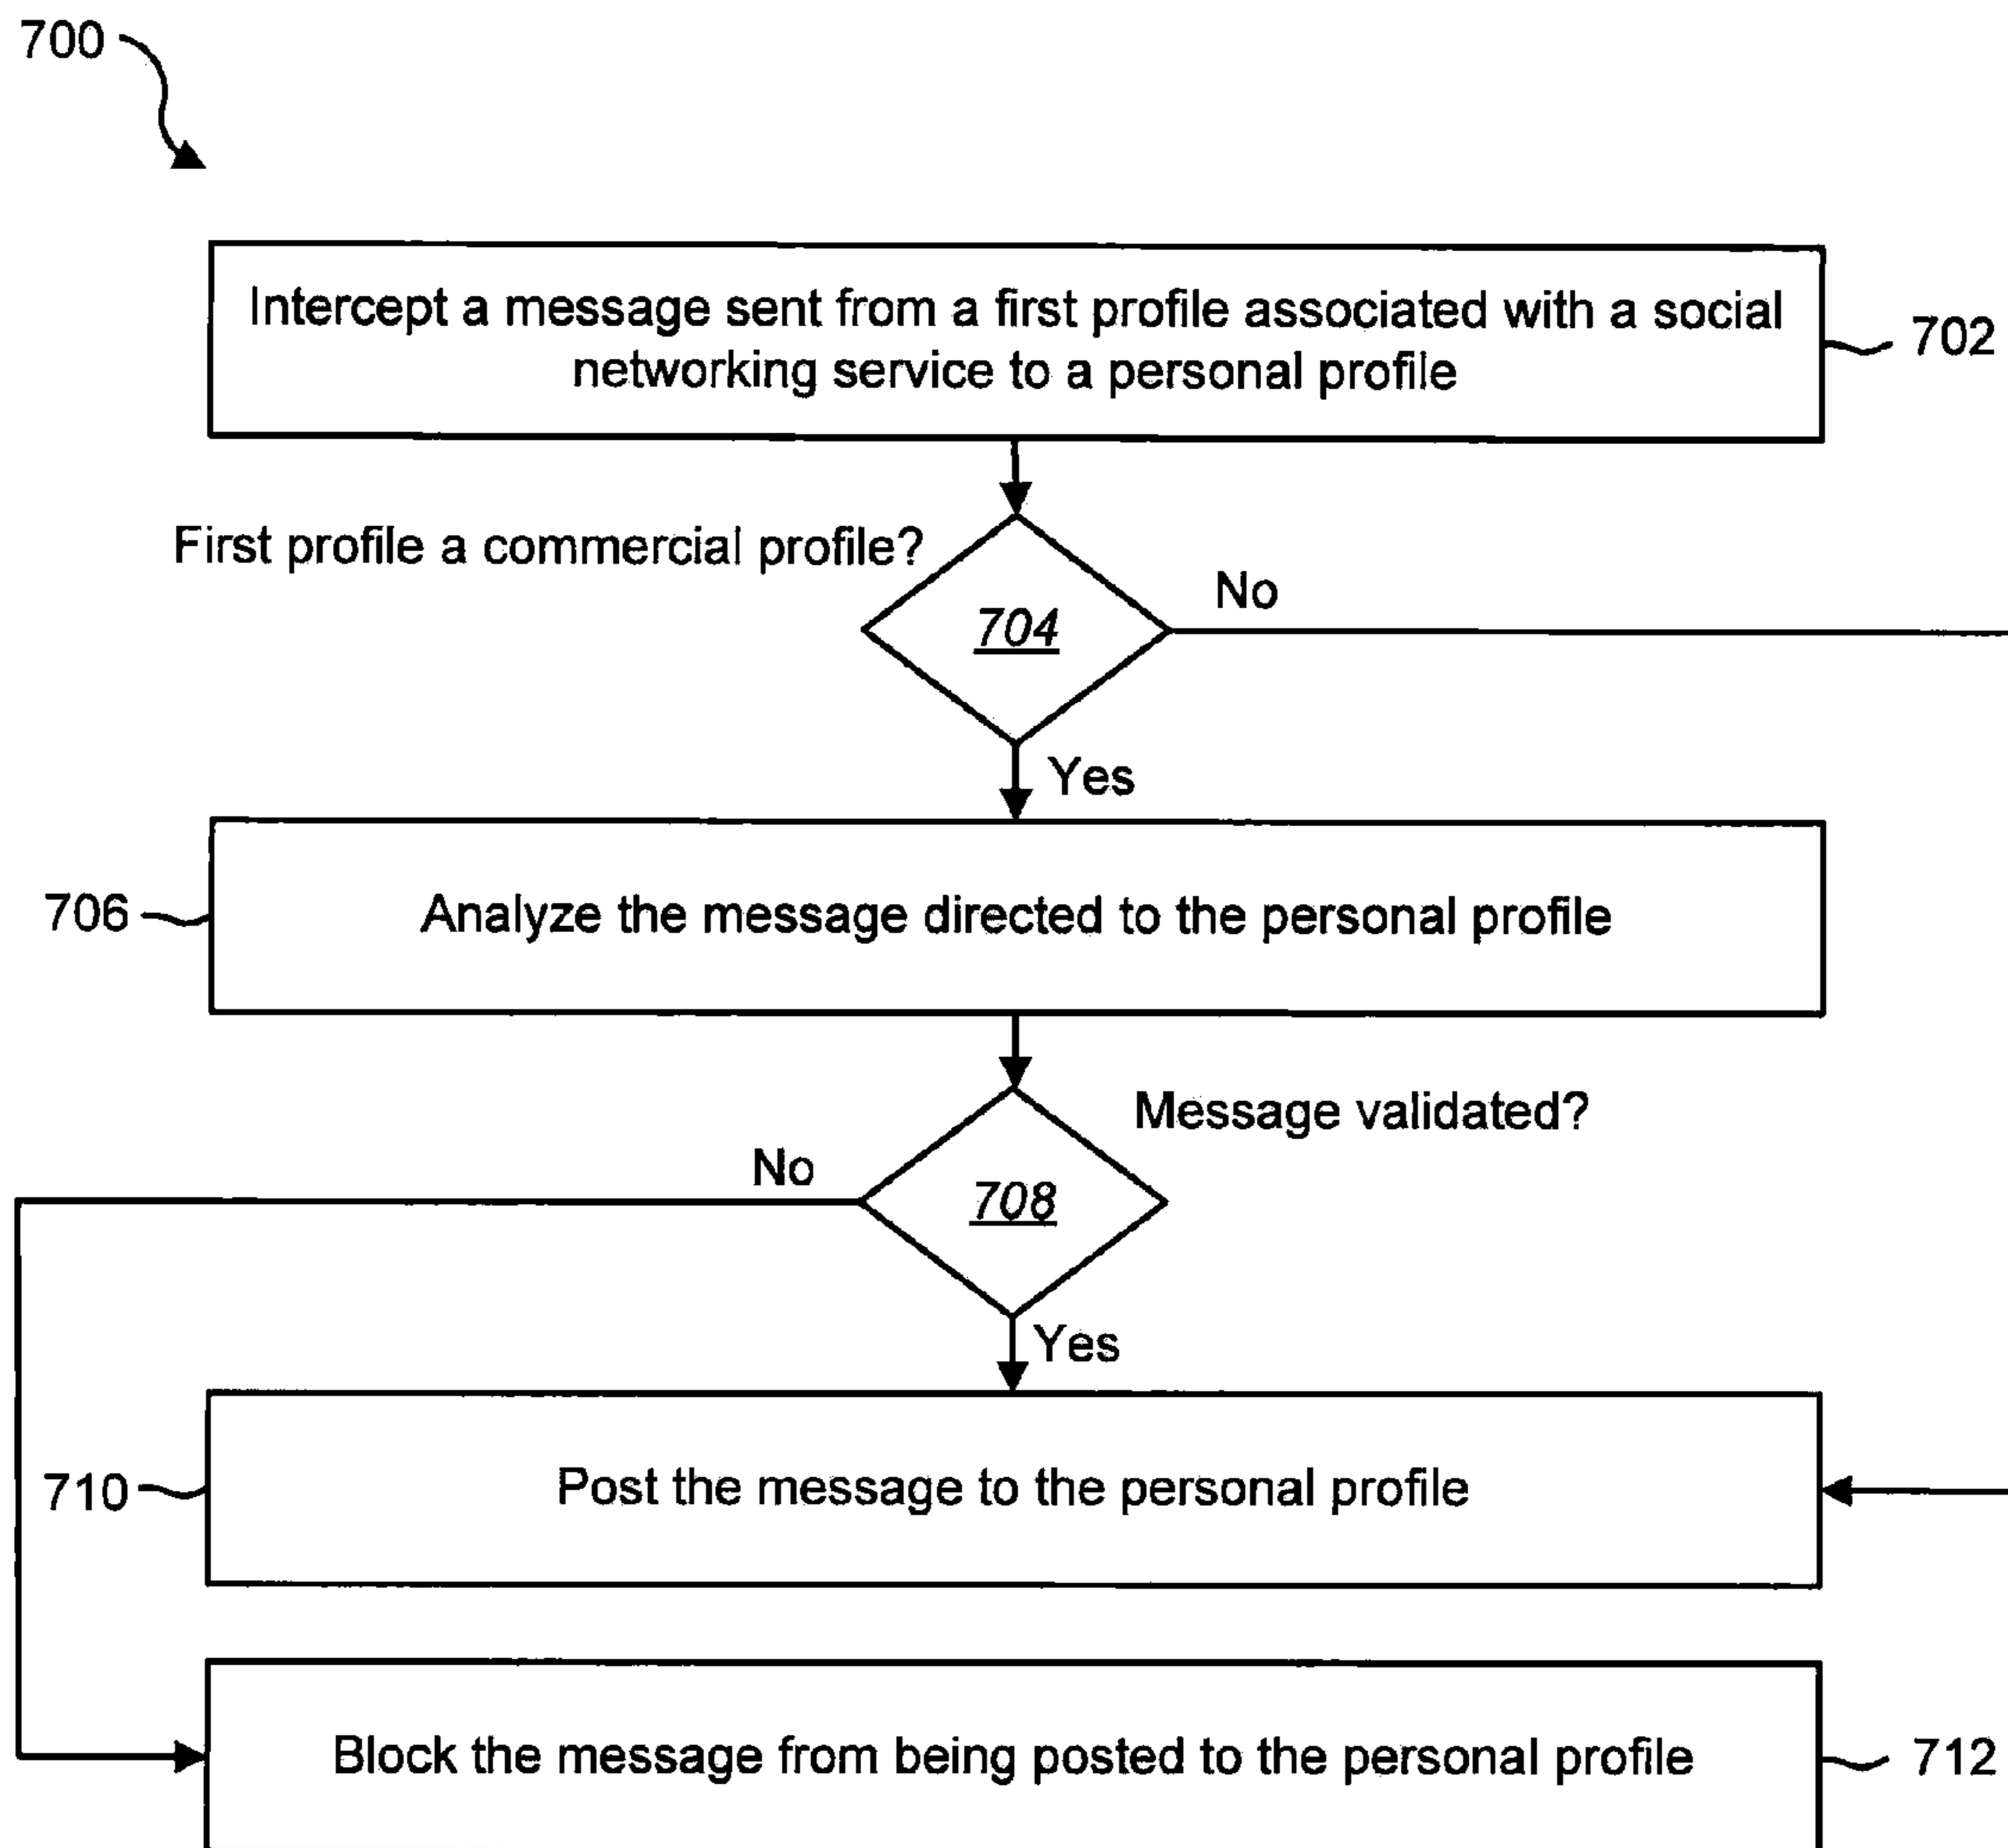 700
Intercept a message sent from a first profile associated with a social
networking service to a personal profile
702
First profile a commercial profile?
704
No
Yes
706
Analyze the message directed to the personal profile
Message validated?
No
708
Yes
710
Post the message to the personal profile
Block the message from being posted to the personal profile
712